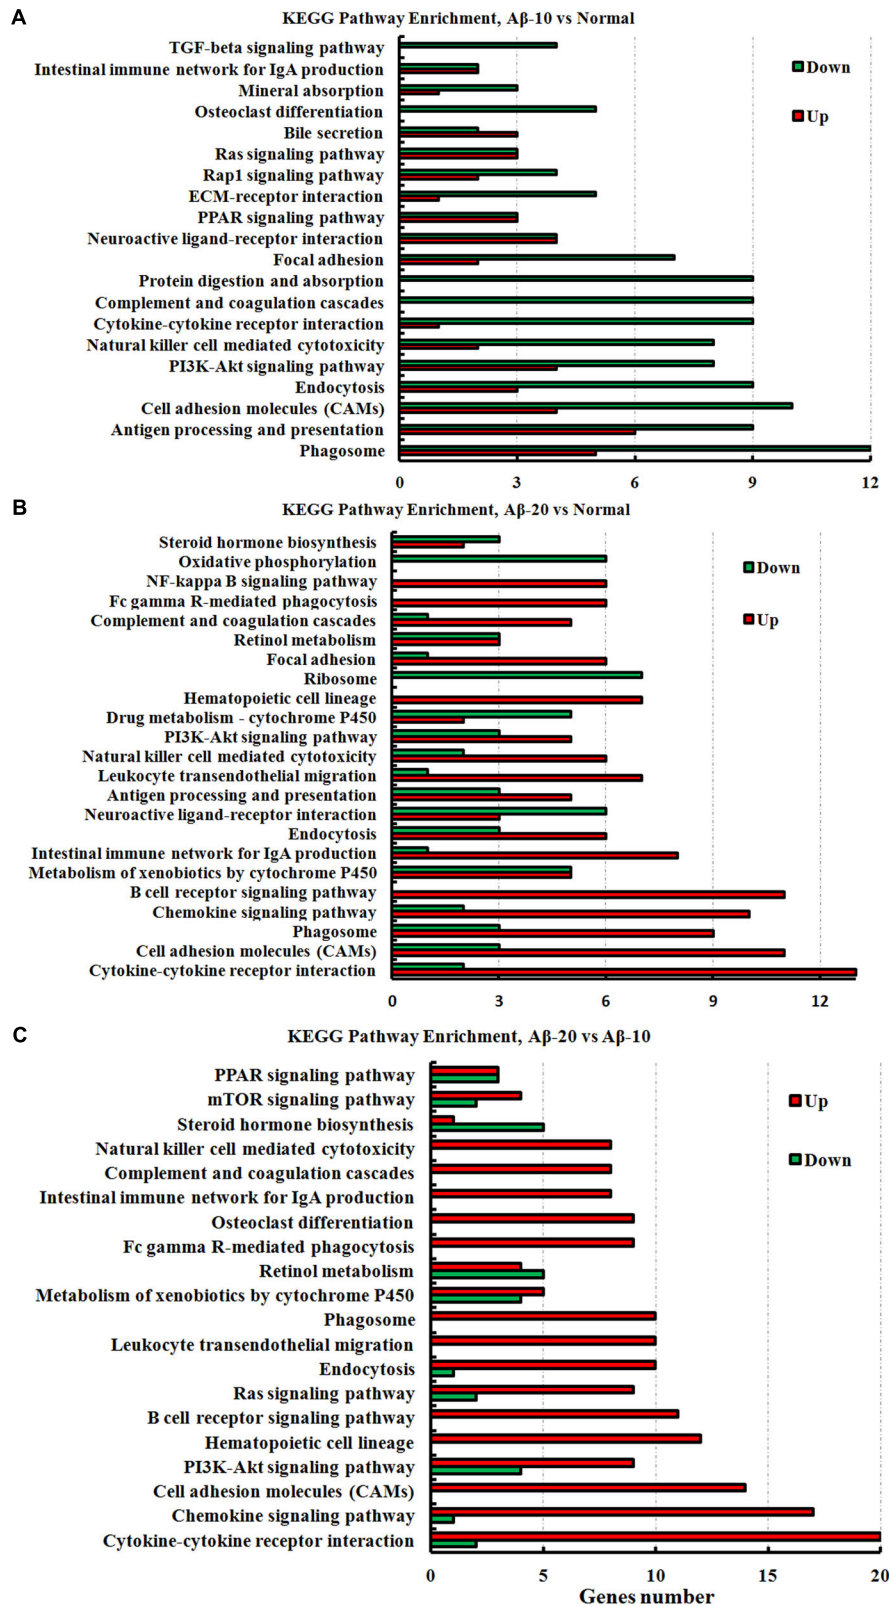 A
KEGG Pathway Enrichment, Aβ-10 vs Normal
TGF-beta signaling pathway
Intestinal immune network for IgA production
Mineral absorption
Osteoclast differentiation
Bile secretion
Ras signaling pathway
Rap1 signaling pathway
ECM-receptor interaction
PPAR signaling pathway
Neuroactive ligand-receptor interaction
Focal adhesion
Protein digestion and absorption
Complement and coagulation cascades
Cytokine-cytokine receptor interaction
Natural killer cell mediated cytotoxicity
PI3K-Akt signaling pathway
Endocytosis
Cell adhesion molecules (CAMs)
Antigen processing and presentation
Phagosome
Down
Up
0 3 6 9 12
B
KEGG Pathway Enrichment, Aβ-20 vs Normal
Steroid hormone biosynthesis
Oxidative phosphorylation
NF-kappa B signaling pathway
Fc gamma R-mediated phagocytosis
Complement and coagulation cascades
Retinol metabolism
Focal adhesion
Ribosome
Hematopoietic cell lineage
Drug metabolism - cytochrome P450
PI3K-Akt signaling pathway
Natural killer cell mediated cytotoxicity
Leukocyte transendothelial migration
Antigen processing and presentation
Neuroactive ligand-receptor interaction
Endocytosis
Intestinal immune network for IgA production
Metabolism of xenobiotics by cytochrome P450
B cell receptor signaling pathway
Chemokine signaling pathway
Phagosome
Cell adhesion molecules (CAMs)
Cytokine-cytokine receptor interaction
Down
Up
0 3 6 9 12
C
KEGG Pathway Enrichment, Aβ-20 vs Aβ-10
PPAR signaling pathway
mTOR signaling pathway
Steroid hormone biosynthesis
Natural killer cell mediated cytotoxicity
Complement and coagulation cascades
Intestinal immune network for IgA production
Osteoclast differentiation
Fc gamma R-mediated phagocytosis
Retinol metabolism
Metabolism of xenobiotics by cytochrome P450
Phagosome
Leukocyte transendothelial migration
Endocytosis
Ras signaling pathway
B cell receptor signaling pathway
Hematopoietic cell lineage
PI3K-Akt signaling pathway
Cell adhesion molecules (CAMs)
Chemokine signaling pathway
Cytokine-cytokine receptor interaction
Up
Down
0 5 10 15 20
Genes number